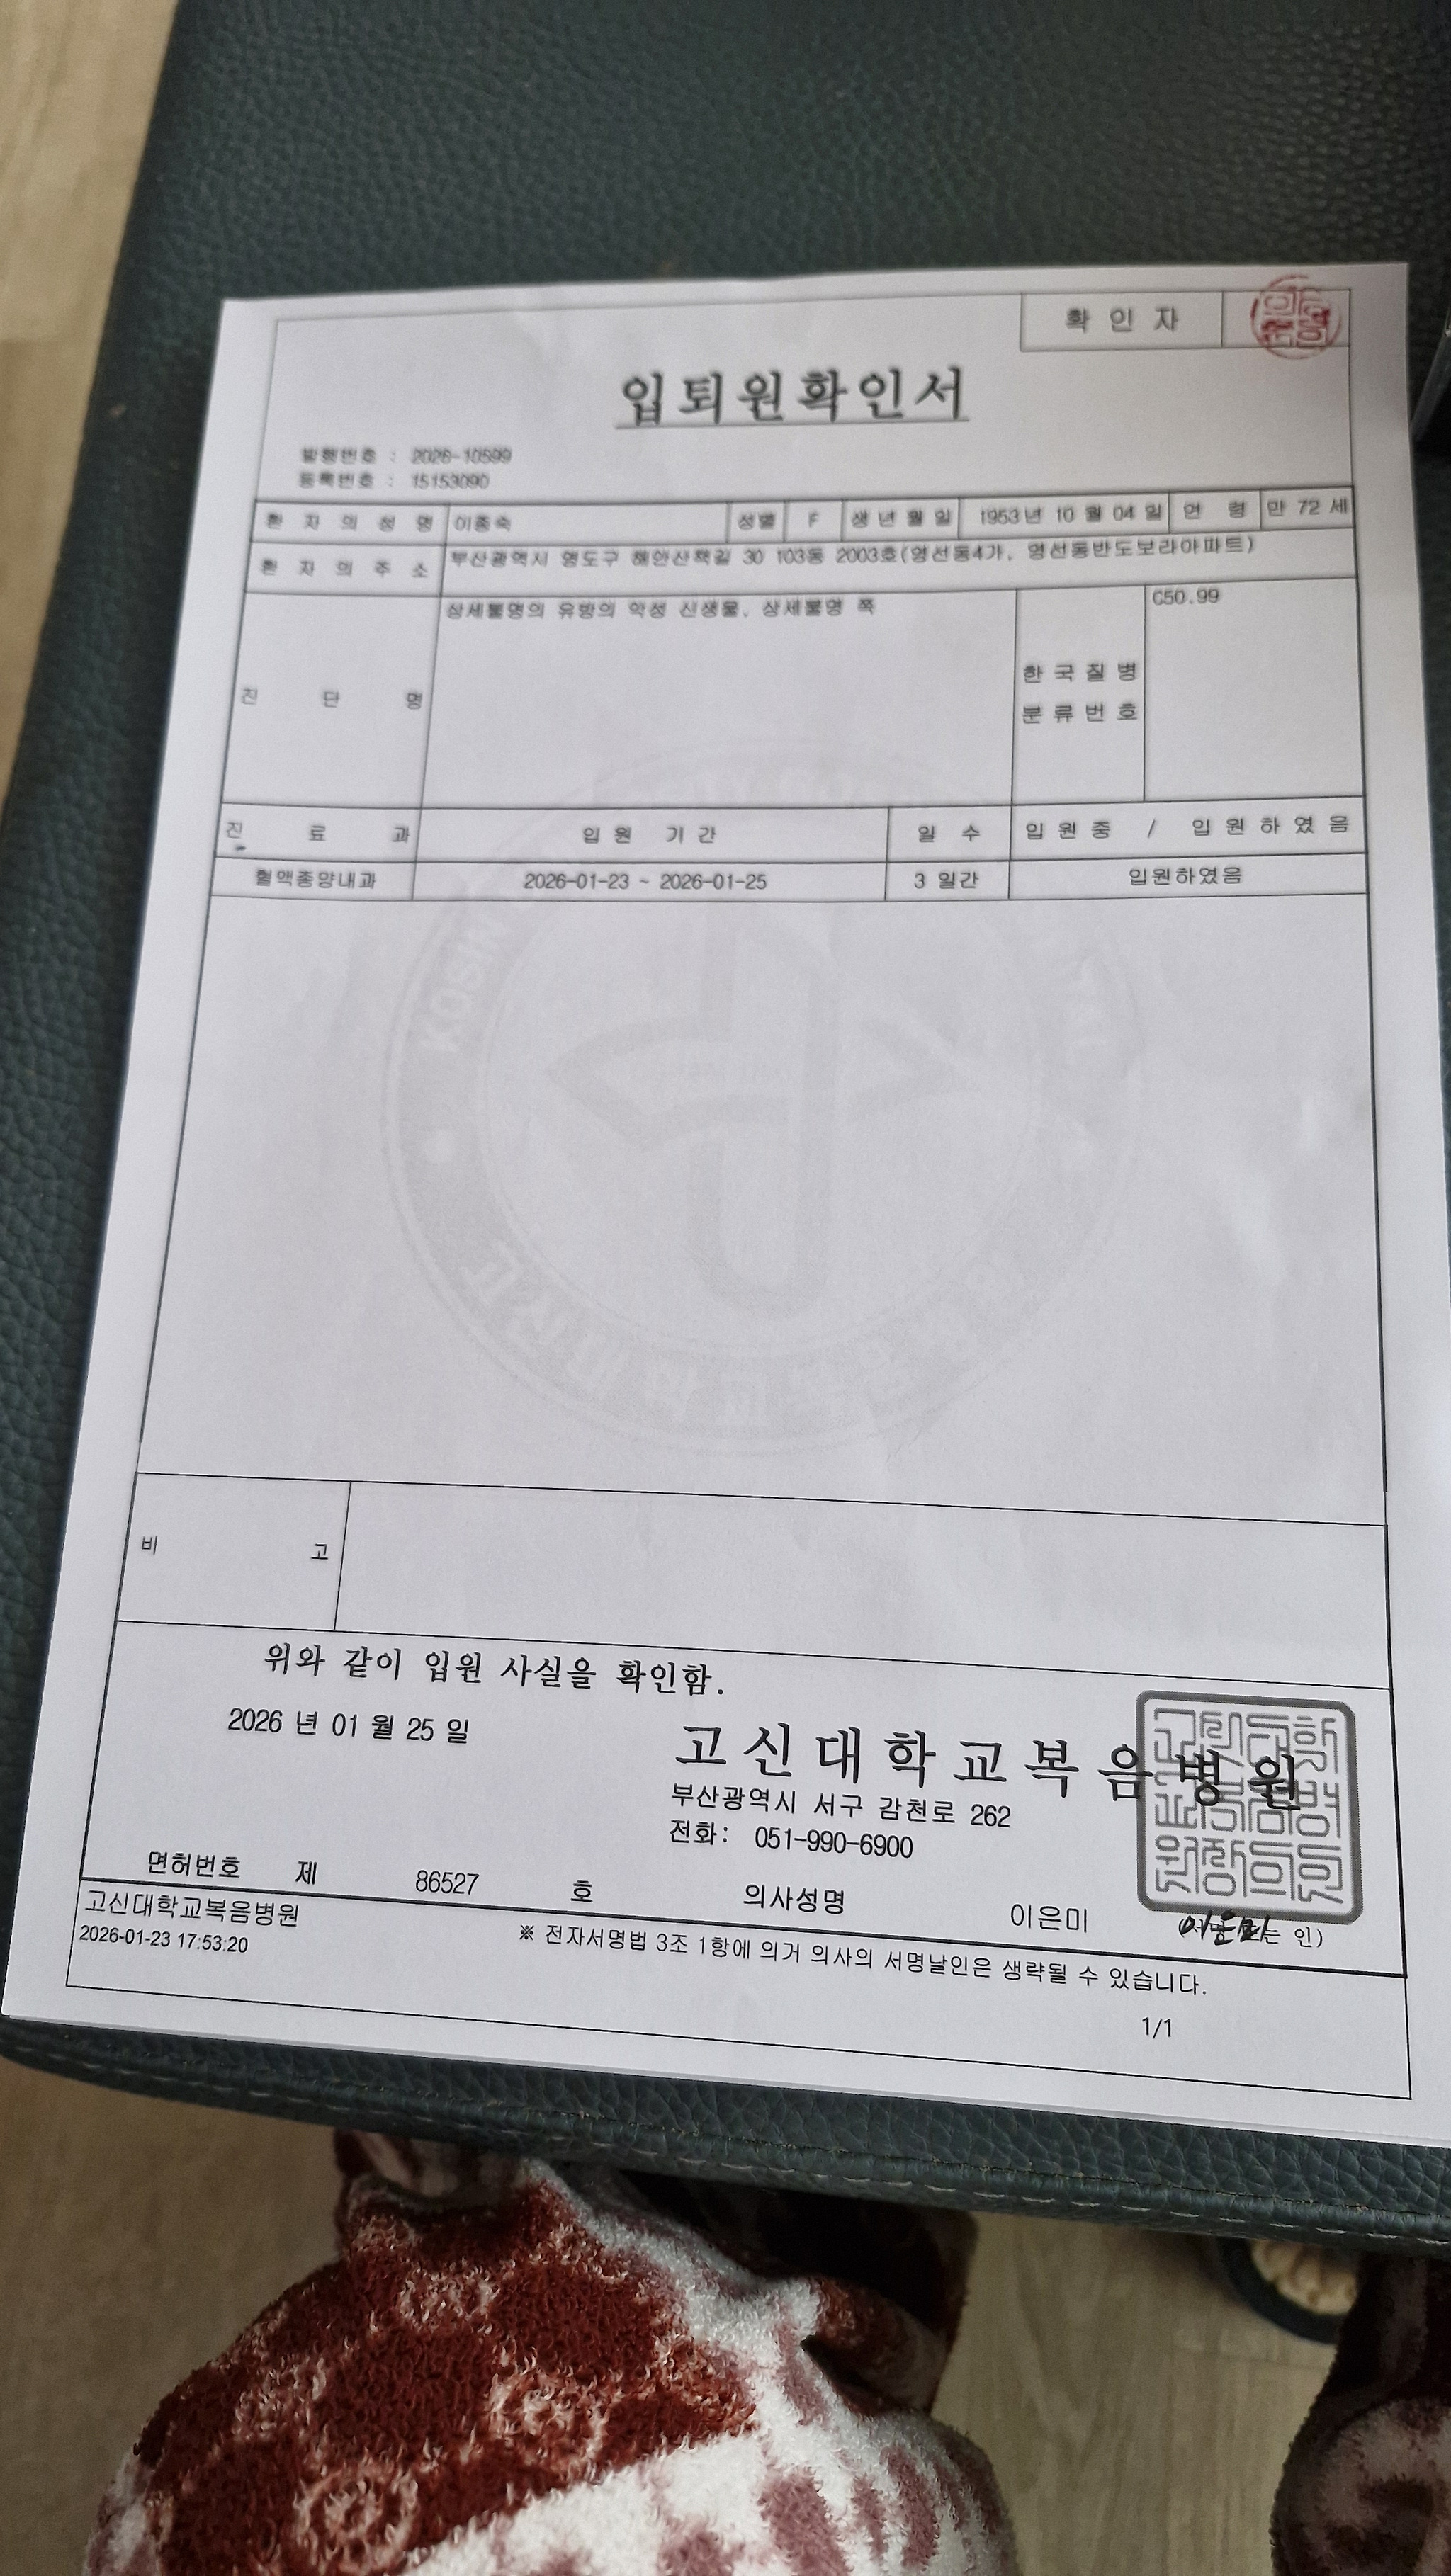 확인자
입퇴원확인서
발행번호 : 2026-10599
등록번호 : 15153090
환자의성명 이종숙 성별 F 생년월일 1953년 10월 04일 연령 만 72 세
환자의주소 부산광역시 영도구 해안산책길 30 103동 2003호(영선동4가, 영선동반도보라아파트)
진단명 상세불명의 유방의 악성 신생물, 상세불명 쪽 한국질병분류번호 C50.99
진료과 입원 기간 일수 입원중 / 입원하였음
혈액종양내과 2026-01-23 ~ 2026-01-25 3 일간 입원하였음
비고
위와 같이 입원 사실을 확인함.
2026 년 01 월 25 일
고신대학교복음병원
부산광역시 서구 감천로 262
전화: 051-990-6900
면허번호 제 86527 호 의사성명 이은미 이은미 인)
고신대학교복음병원
2026-01-23 17:53:20
※ 전자서명법 3조 1항에 의거 의사의 서명날인은 생략될 수 있습니다.
1/1